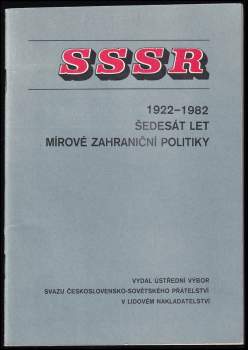 SSSR
1922-1982
ŠEDESÁT LET
MÍROVÉ ZAHRANIČNÍ POLITIKY
VYDAL ÚSTŘEDNÍ VÝBOR
SVAZU ČESKOSLOVENSKO-SOVĚTSKÉHO PŘÁTELSTVÍ
V LIDOVÉM NAKLADATELSTVÍ